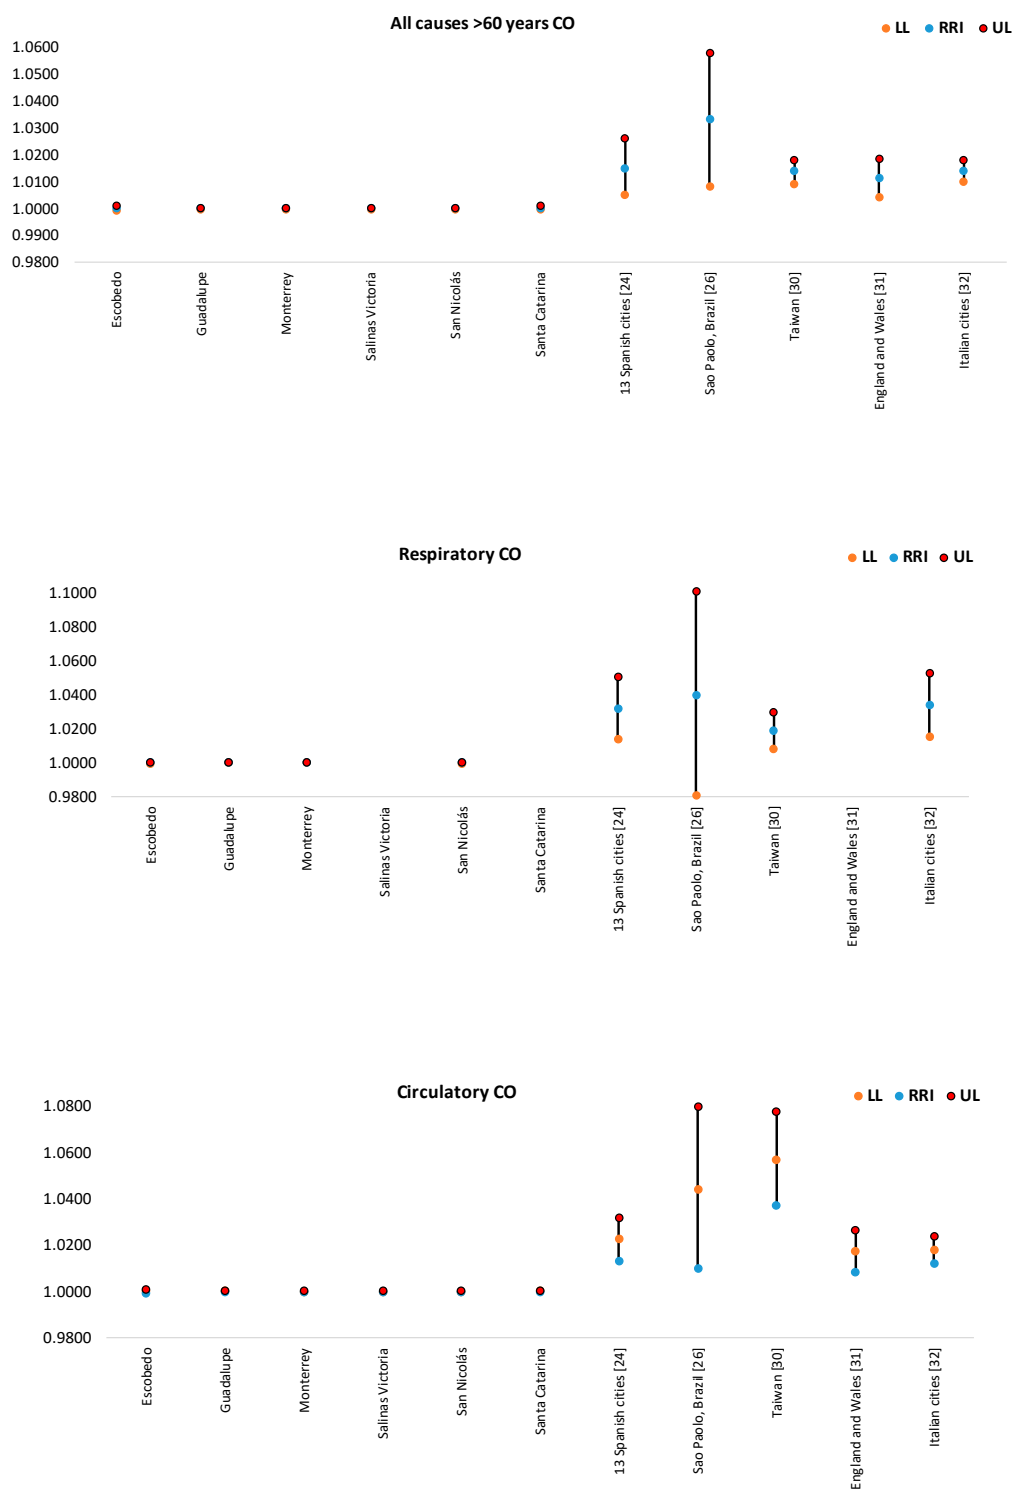 All causes >60 years CO
LL RRI UL
1.0600
1.0500
1.0400
1.0300
1.0200
1.0100
1.0000
0.9900
0.9800
Escobedo
Guadalupe
Monterrey
Salinas Victoria
San Nicolás
Santa Catarina
13 Spanish cities [24]
Sao Paolo, Brazil [26]
Taiwan [30]
England and Wales [31]
Italian cities [32]
Respiratory CO
LL RRI UL
1.1000
1.0800
1.0600
1.0400
1.0200
1.0000
0.9800
Escobedo
Guadalupe
Monterrey
Salinas Victoria
San Nicolás
Santa Catarina
13 Spanish cities [24]
Sao Paolo, Brazil [26]
Taiwan [30]
England and Wales [31]
Italian cities [32]
Circulatory CO
LL RRI UL
1.0800
1.0600
1.0400
1.0200
1.0000
0.9800
Escobedo
Guadalupe
Monterrey
Salinas Victoria
San Nicolás
Santa Catarina
13 Spanish cities [24]
Sao Paolo, Brazil [26]
Taiwan [30]
England and Wales [31]
Italian cities [32]